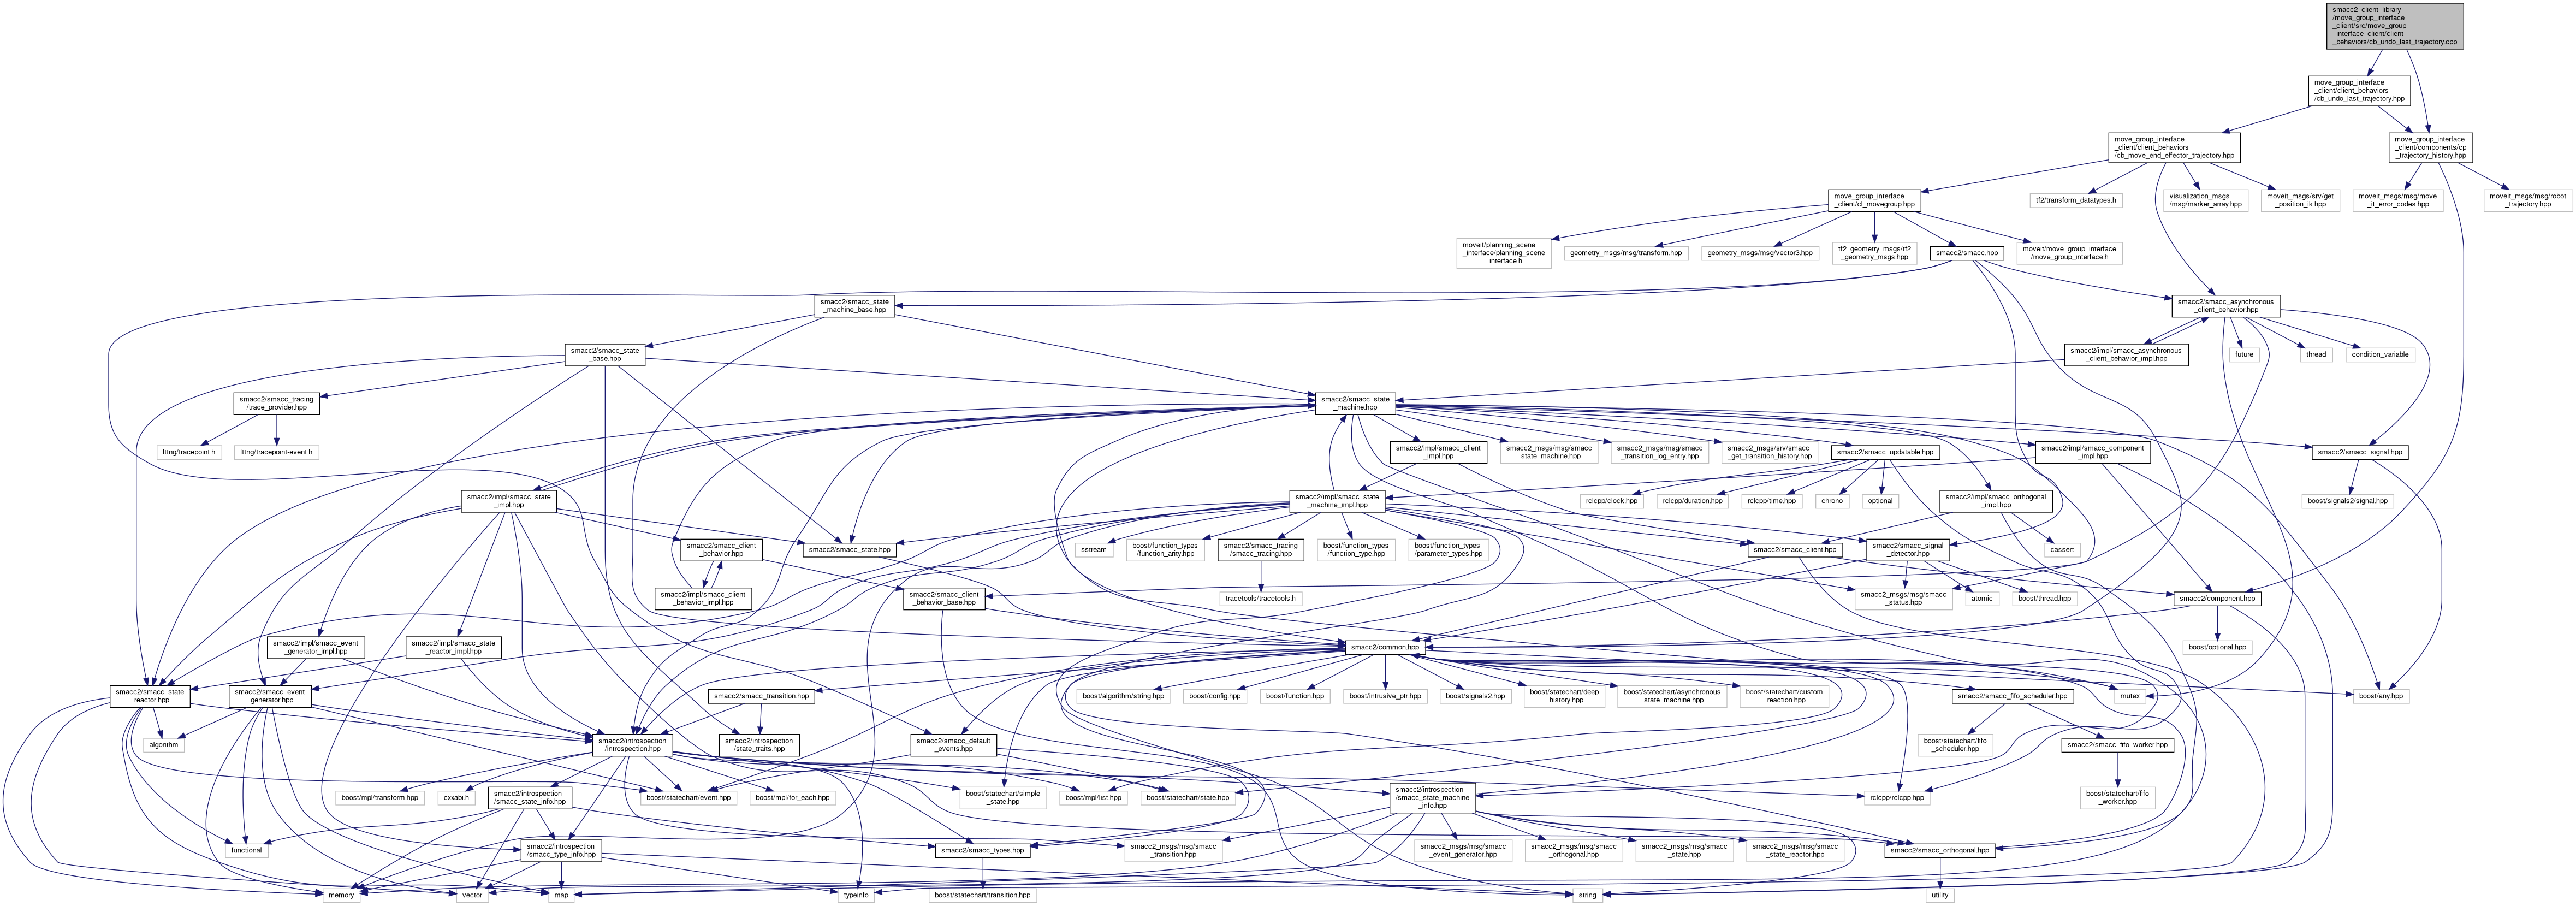 smacc2_client_library
/move_group_interface
_client/src/move_group
_interface_client/client
_behaviors/cb_undo_last_trajectory.cpp
move_group_interface
_client/client_behaviors
/cb_undo_last_trajectory.hpp
move_group_interface
_client/client_behaviors
/cb_move_end_effector_trajectory.hpp
move_group_interface
_client/components/cp
_trajectory_history.hpp
move_group_interface
_client/cl_movegroup.hpp
tf2/transform_datatypes.h
visualization_msgs
/msg/marker_array.hpp
moveit_msgs/srv/get
_position_ik.hpp
moveit_msgs/msg/move
_it_error_codes.hpp
moveit_msgs/msg/robot
_trajectory.hpp
moveit/planning_scene
_interface/planning_scene
_interface.h
geometry_msgs/msg/transform.hpp
geometry_msgs/msg/vector3.hpp
tf2_geometry_msgs/tf2
_geometry_msgs.hpp
smacc2/smacc.hpp
moveit/move_group_interface
/move_group_interface.h
smacc2/smacc_state
_machine_base.hpp
smacc2/smacc_asynchronous
_client_behavior.hpp
smacc2/smacc_state
_base.hpp
smacc2/impl/smacc_asynchronous
_client_behavior_impl.hpp
future
thread
condition_variable
smacc2/smacc_tracing
/trace_provider.hpp
smacc2/smacc_state
_machine.hpp
lttng/tracepoint.h
lttng/tracepoint-event.h
smacc2/impl/smacc_client
_impl.hpp
smacc2_msgs/msg/smacc
_state_machine.hpp
smacc2_msgs/msg/smacc
_transition_log_entry.hpp
smacc2_msgs/srv/smacc
_get_transition_history.hpp
smacc2/smacc_updatable.hpp
smacc2/impl/smacc_component
_impl.hpp
smacc2/smacc_signal.hpp
smacc2/impl/smacc_state
_impl.hpp
smacc2/impl/smacc_state
_machine_impl.hpp
rclcpp/clock.hpp
rclcpp/duration.hpp
rclcpp/time.hpp
chrono
optional
smacc2/impl/smacc_orthogonal
_impl.hpp
boost/signals2/signal.hpp
smacc2/smacc_client
_behavior.hpp
smacc2/smacc_state.hpp
sstream
boost/function_types
/function_arity.hpp
smacc2/smacc_tracing
/smacc_tracing.hpp
boost/function_types
/function_type.hpp
boost/function_types
/parameter_types.hpp
smacc2/smacc_client.hpp
smacc2/smacc_signal
_detector.hpp
cassert
smacc2/impl/smacc_client
_behavior_impl.hpp
smacc2/smacc_client
_behavior_base.hpp
tracetools/tracetools.h
smacc2_msgs/msg/smacc
_status.hpp
atomic
boost/thread.hpp
smacc2/component.hpp
smacc2/impl/smacc_event
_generator_impl.hpp
smacc2/impl/smacc_state
_reactor_impl.hpp
smacc2/common.hpp
boost/optional.hpp
smacc2/smacc_state
_reactor.hpp
smacc2/smacc_event
_generator.hpp
smacc2/smacc_transition.hpp
boost/algorithm/string.hpp
boost/config.hpp
boost/function.hpp
boost/intrusive_ptr.hpp
boost/signals2.hpp
boost/statechart/deep
_history.hpp
boost/statechart/asynchronous
_state_machine.hpp
boost/statechart/custom
_reaction.hpp
smacc2/smacc_fifo_scheduler.hpp
mutex
boost/any.hpp
algorithm
smacc2/introspection
/introspection.hpp
smacc2/introspection
/state_traits.hpp
smacc2/smacc_default
_events.hpp
boost/statechart/fifo
_scheduler.hpp
smacc2/smacc_fifo_worker.hpp
boost/mpl/transform.hpp
cxxabi.h
smacc2/introspection
/smacc_state_info.hpp
boost/statechart/event.hpp
boost/mpl/for_each.hpp
boost/statechart/simple
_state.hpp
boost/mpl/list.hpp
boost/statechart/state.hpp
smacc2/introspection
/smacc_state_machine
_info.hpp
rclcpp/rclcpp.hpp
boost/statechart/fifo
_worker.hpp
functional
smacc2/introspection
/smacc_type_info.hpp
smacc2/smacc_types.hpp
smacc2_msgs/msg/smacc
_transition.hpp
smacc2_msgs/msg/smacc
_event_generator.hpp
smacc2_msgs/msg/smacc
_orthogonal.hpp
smacc2_msgs/msg/smacc
_state.hpp
smacc2_msgs/msg/smacc
_state_reactor.hpp
smacc2/smacc_orthogonal.hpp
memory
vector
map
typeinfo
boost/statechart/transition.hpp
string
utility